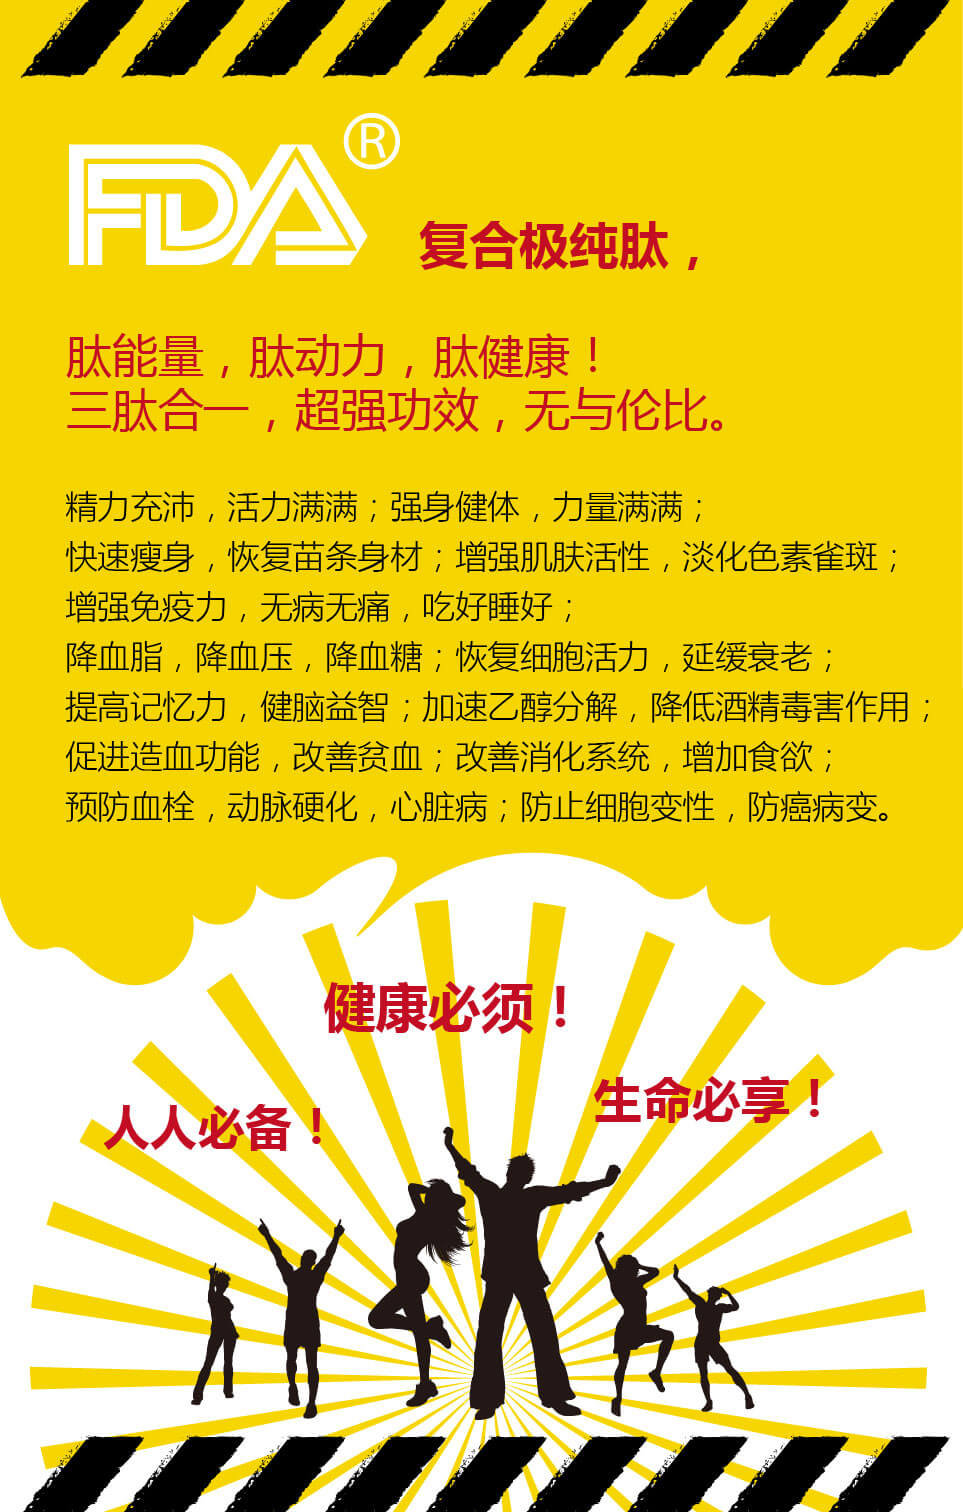 FDA®
复合极纯肽，
肽能量，肽动力，肽健康！
三肽合一，超强功效，无与伦比。
精力充沛，活力满满；强身健体，力量满满；
快速瘦身，恢复苗条身材；增强肌肤活性，淡化色素雀斑；
增强免疫力，无病无痛，吃好睡好；
降血脂，降血压，降血糖；恢复细胞活力，延缓衰老；
提高记忆力，健脑益智；加速乙醇分解，降低酒精毒害作用；
促进造血功能，改善贫血；改善消化系统，增加食欲；
预防血栓，动脉硬化，心脏病；防止细胞变性，防癌病变。
健康必须！
生命必享！
人人必备！